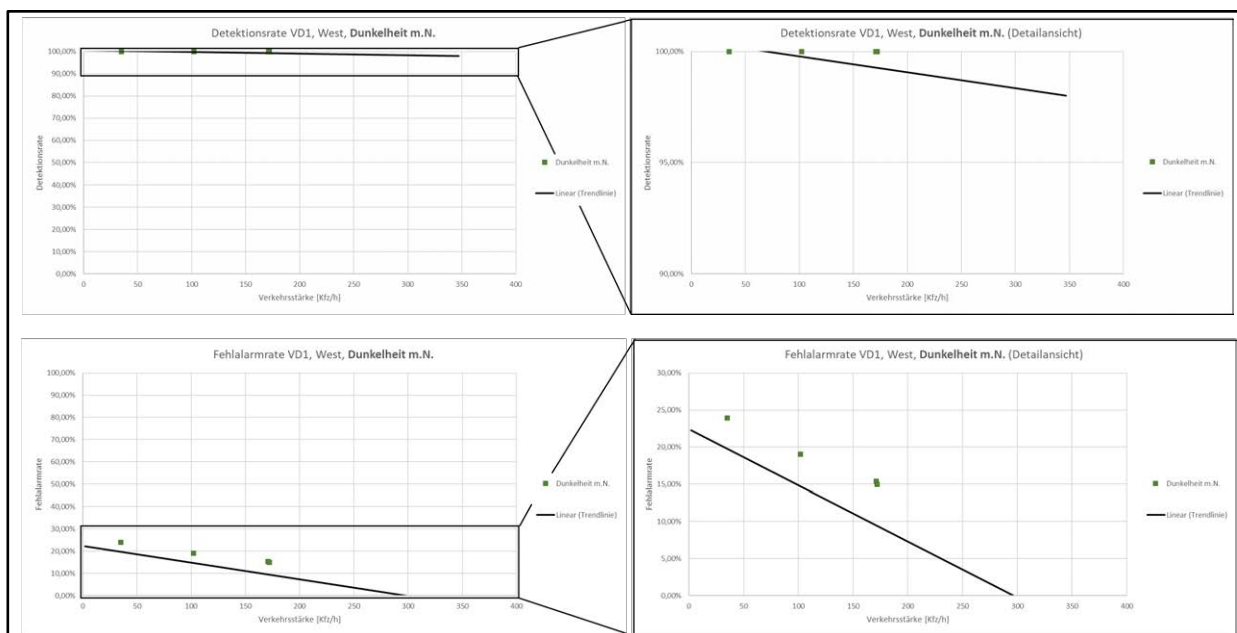 Detektionsrate VD1, West, Dunkelheit m.N.
100,00%
90,00%
80,00%
70,00%
60,00%
50,00%
40,00%
30,00%
20,00%
10,00%
0,00%
Detektionsrate
0 50 100 150 200 250 300 350 400
Verkehrsstärke [Kfz/h]
Dunkelheit m.N.
Linear (Trendlinie)
Detektionsrate VD1, West, Dunkelheit m.N. (Detailansicht)
100,00%
95,00%
90,00%
Detektionsrate
0 50 100 150 200 250 300 350 400
Verkehrsstärke [Kfz/h]
Dunkelheit m.N.
Linear (Trendlinie)
Fehlalarmrate VD1, West, Dunkelheit m.N.
100,00%
90,00%
80,00%
70,00%
60,00%
50,00%
40,00%
30,00%
20,00%
10,00%
0,00%
Fehlalarmrate
0 50 100 150 200 250 300 350 400
Verkehrsstärke [Kfz/h]
Dunkelheit m.N.
Linear (Trendlinie)
Fehlalarmrate VD1, West, Dunkelheit m.N. (Detailansicht)
30,00%
25,00%
20,00%
15,00%
10,00%
5,00%
0,00%
Fehlalarmrate
0 50 100 150 200 250 300 350 400
Verkehrsstärke [Kfz/h]
Dunkelheit m.N.
Linear (Trendlinie)